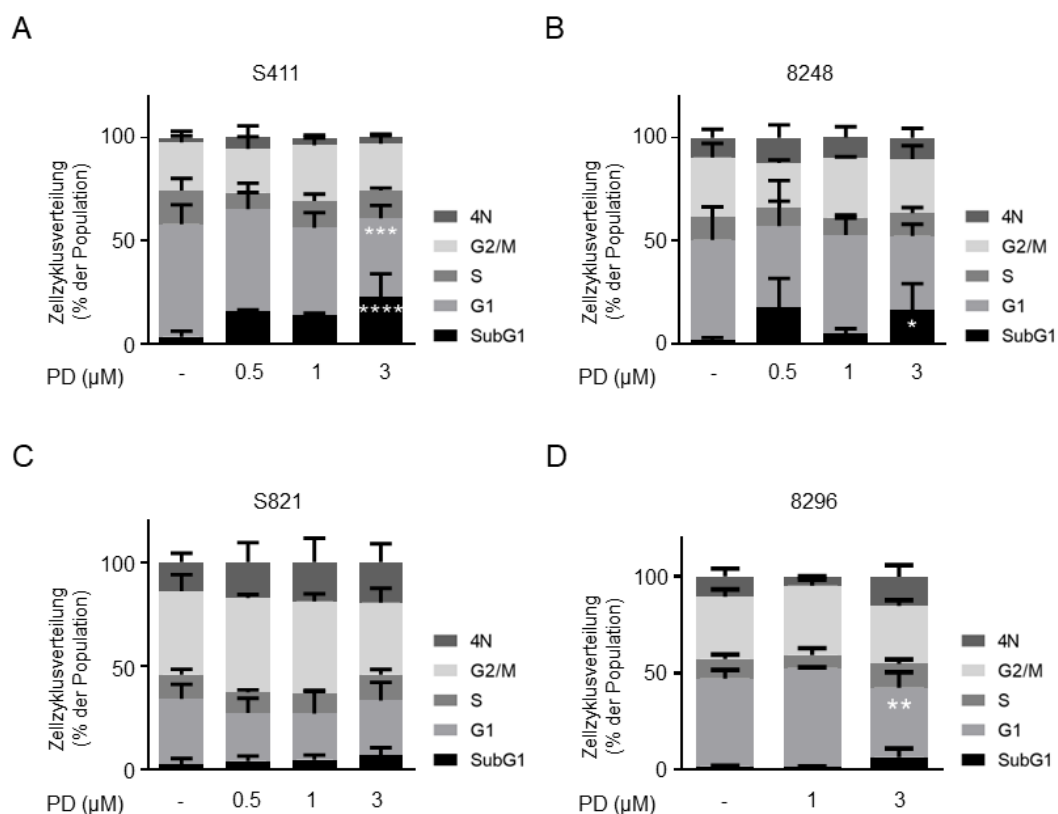 A
S411
Zellzyklusverteilung
(% der Population)
100
50
0
***
****
4N
G2/M
S
G1
SubG1
PD (µM)
- 0.5 1 3
B
8248
Zellzyklusverteilung
(% der Population)
100
50
0
*
4N
G2/M
S
G1
SubG1
PD (µM)
- 0.5 1 3
C
S821
Zellzyklusverteilung
(% der Population)
100
50
0
4N
G2/M
S
G1
SubG1
PD (µM)
- 0.5 1 3
D
8296
Zellzyklusverteilung
(% der Population)
100
50
0
**
4N
G2/M
S
G1
SubG1
PD (µM)
- 1 3